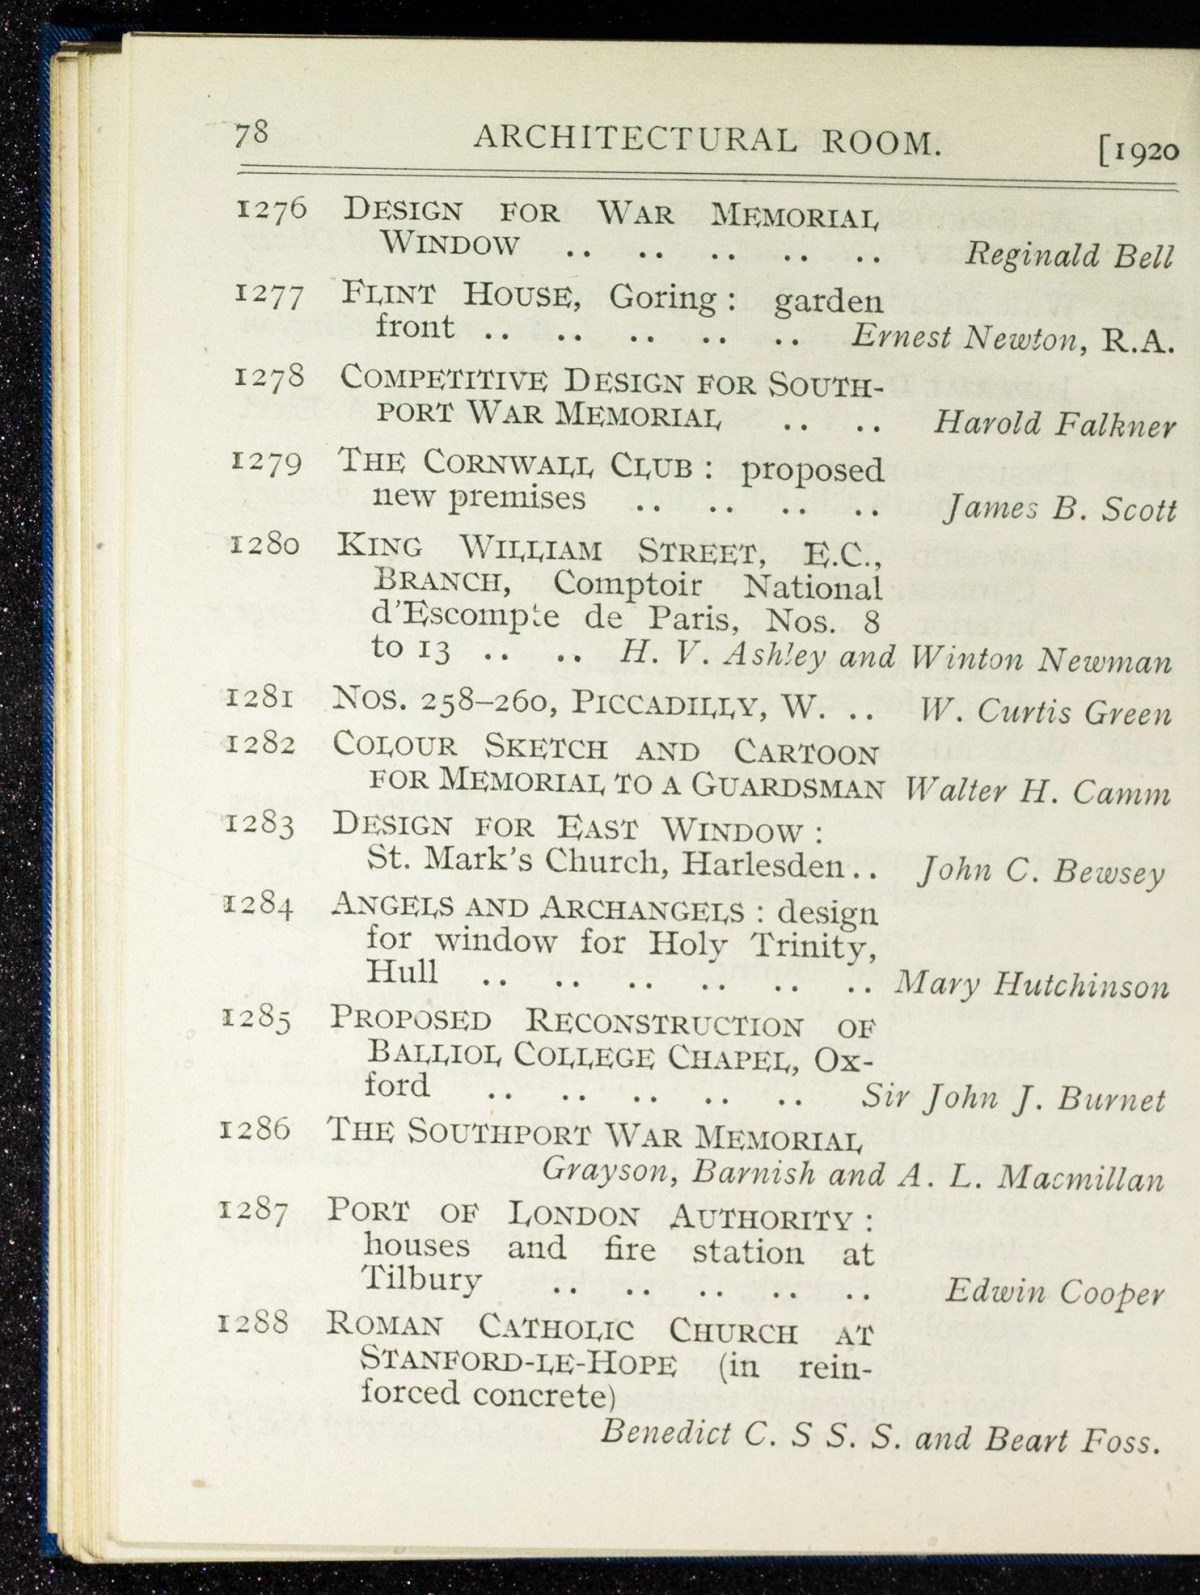 78 ARCHITECTURAL ROOM. [1920
1276 DESIGN FOR WAR MEMORIAL
WINDOW .. .. .. .. .. Reginald Bell
1277 FLINT HOUSE, Goring : garden
front .. .. .. .. .. Ernest Newton, R.A.
1278 COMPETITIVE DESIGN FOR SOUTH-
PORT WAR MEMORIAL .. .. Harold Falkner
1279 THE CORNWALL CLUB : proposed
new premises .. .. .. .. James B. Scott
1280 KING WILLIAM STREET, E.C.,
BRANCH, Comptoir National
d'Escompte de Paris, Nos. 8
to 13 .. .. H. V. Ashley and Winton Newman
1281 NOS. 258–260, PICCADILLY, W. .. W. Curtis Green
1282 COLOUR SKETCH AND CARTOON
FOR MEMORIAL TO A GUARDSMAN Walter H. Camm
1283 DESIGN FOR EAST WINDOW :
St. Mark's Church, Harlesden .. John C. Bewsey
1284 ANGELS AND ARCHANGELS : design
for window for Holy Trinity,
Hull .. .. .. .. .. .. Mary Hutchinson
1285 PROPOSED RECONSTRUCTION OF
BALLIOL COLLEGE CHAPEL, OX-
ford .. .. .. .. .. Sir John J. Burnet
1286 THE SOUTHPORT WAR MEMORIAL
Grayson, Barnish and A. L. Macmillan
1287 PORT OF LONDON AUTHORITY :
houses and fire station at
Tilbury .. .. .. .. .. Edwin Cooper
1288 ROMAN CATHOLIC CHURCH AT
STANFORD-LE-HOPE (in rein-
forced concrete)
Benedict C. S S. S. and Beart Foss.